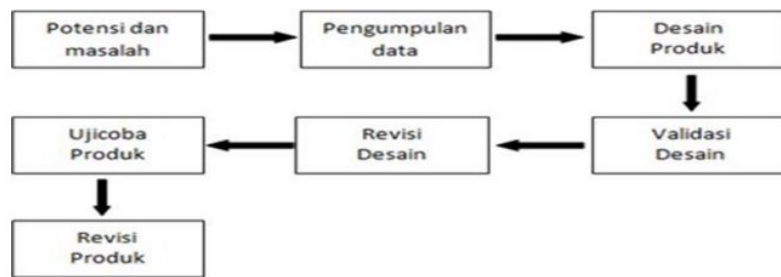 Potensi dan
masalah
Pengumpulan
data
Desain
Produk
Validasi
Desain
Revisi
Desain
Ujicoba
Produk
Revisi
Produk